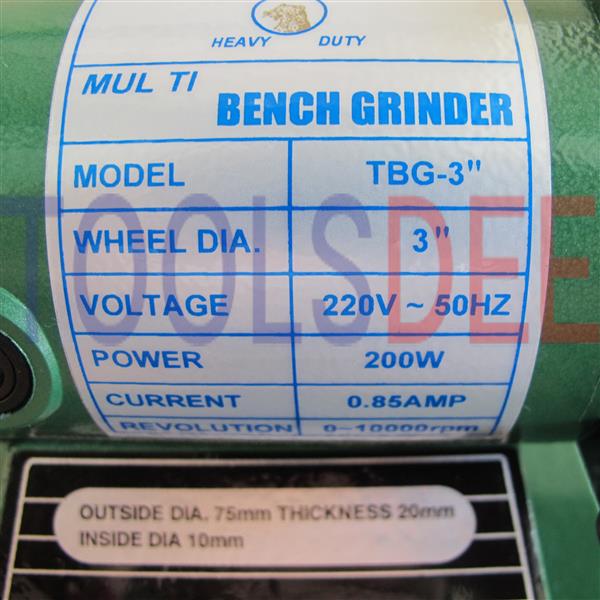 HEAVY DUTY
MUL TI
BENCH GRINDER
MODEL TBG-3"
WHEEL DIA. 3"
VOLTAGE 220V ~ 50HZ
POWER 200W
CURRENT 0.85AMP
REVOLUTION 0~10000rpm
TOOLSDEE
OUTSIDE DIA. 75mm THICKNESS 20mm
INSIDE DIA 10mm